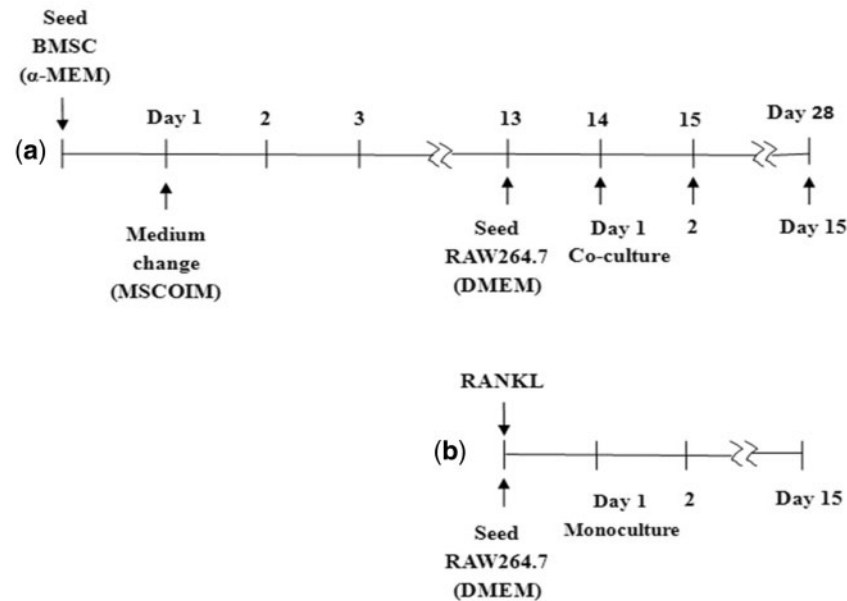 Seed
BMSC
(α-MEM)
Day 1 2 3 13 14 15 Day 28
(a)
Medium
change
(MSCOIM)
Seed
RAW264.7
(DMEM)
Day 1
Co-culture
2
Day 15
RANKL
(b)
Day 1
Monoculture
2
Day 15
Seed
RAW264.7
(DMEM)